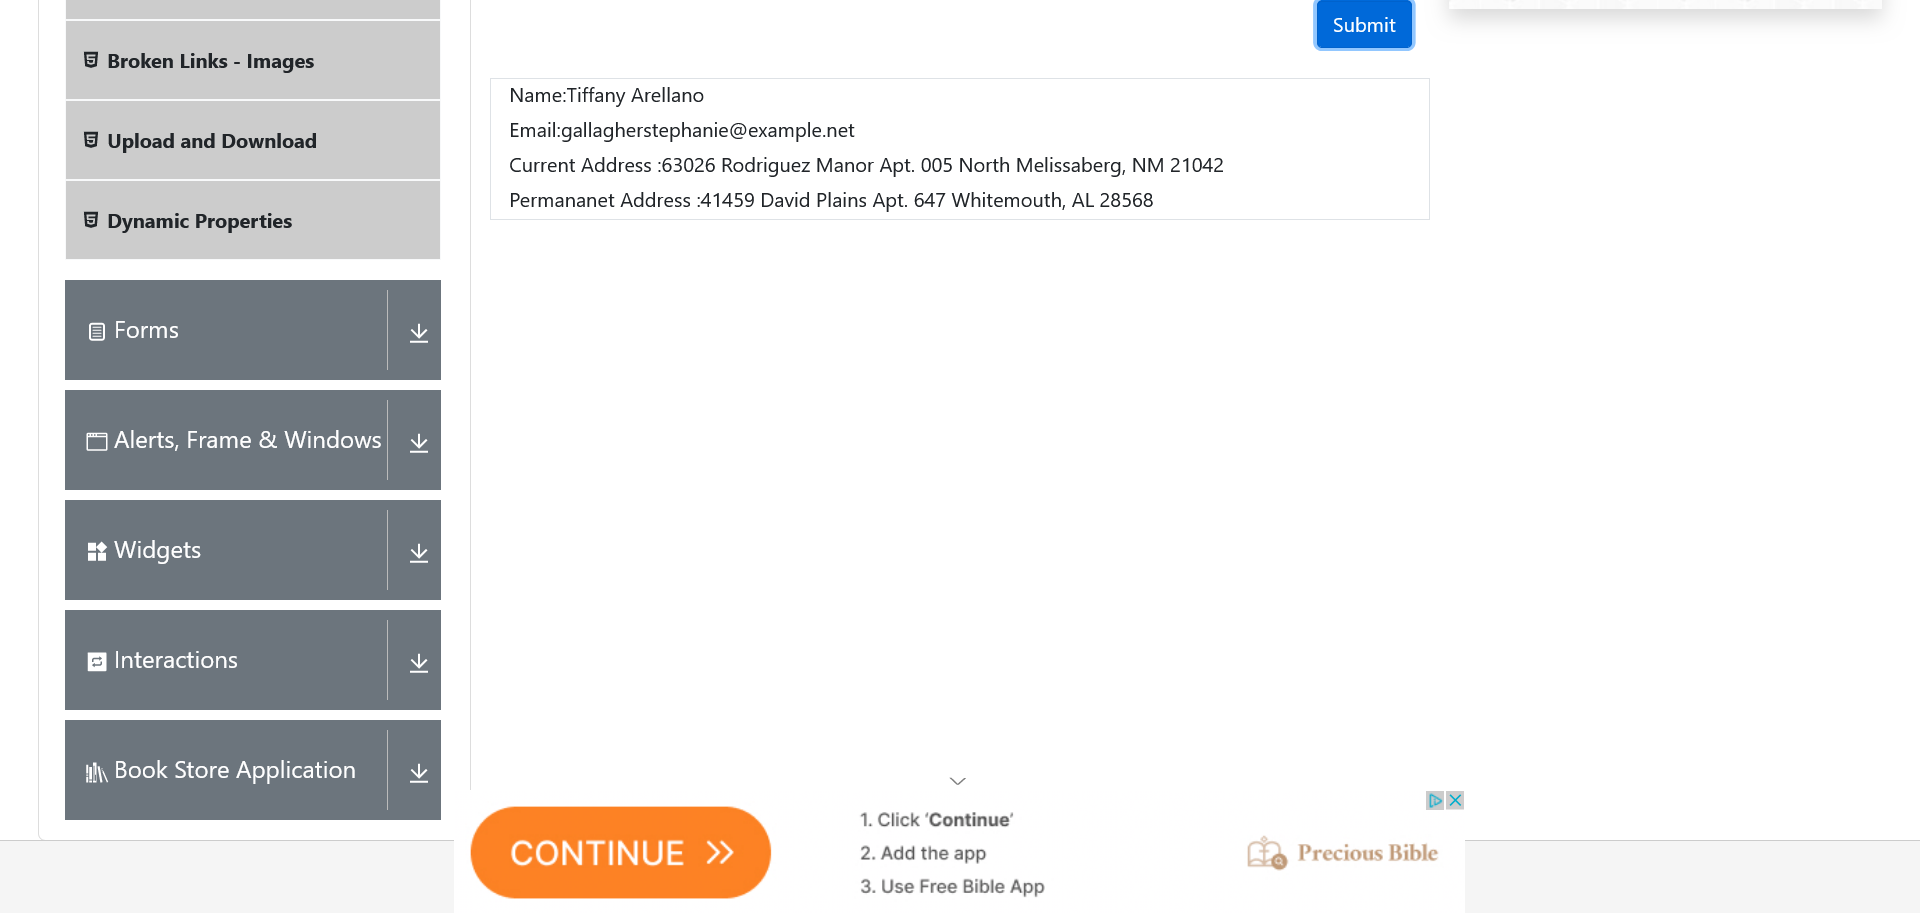 Submit
Broken Links - Images
Upload and Download
Dynamic Properties
Name:Tiffany Arellano
Email:gallagherstephanie@example.net
Current Address :63026 Rodriguez Manor Apt. 005 North Melissaberg, NM 21042
Permananet Address :41459 David Plains Apt. 647 Whitemouth, AL 28568
Forms
Alerts, Frame & Windows
Widgets
Interactions
Book Store Application
CONTINUE
1. Click ‘Continue’
2. Add the app
3. Use Free Bible App
Precious Bible